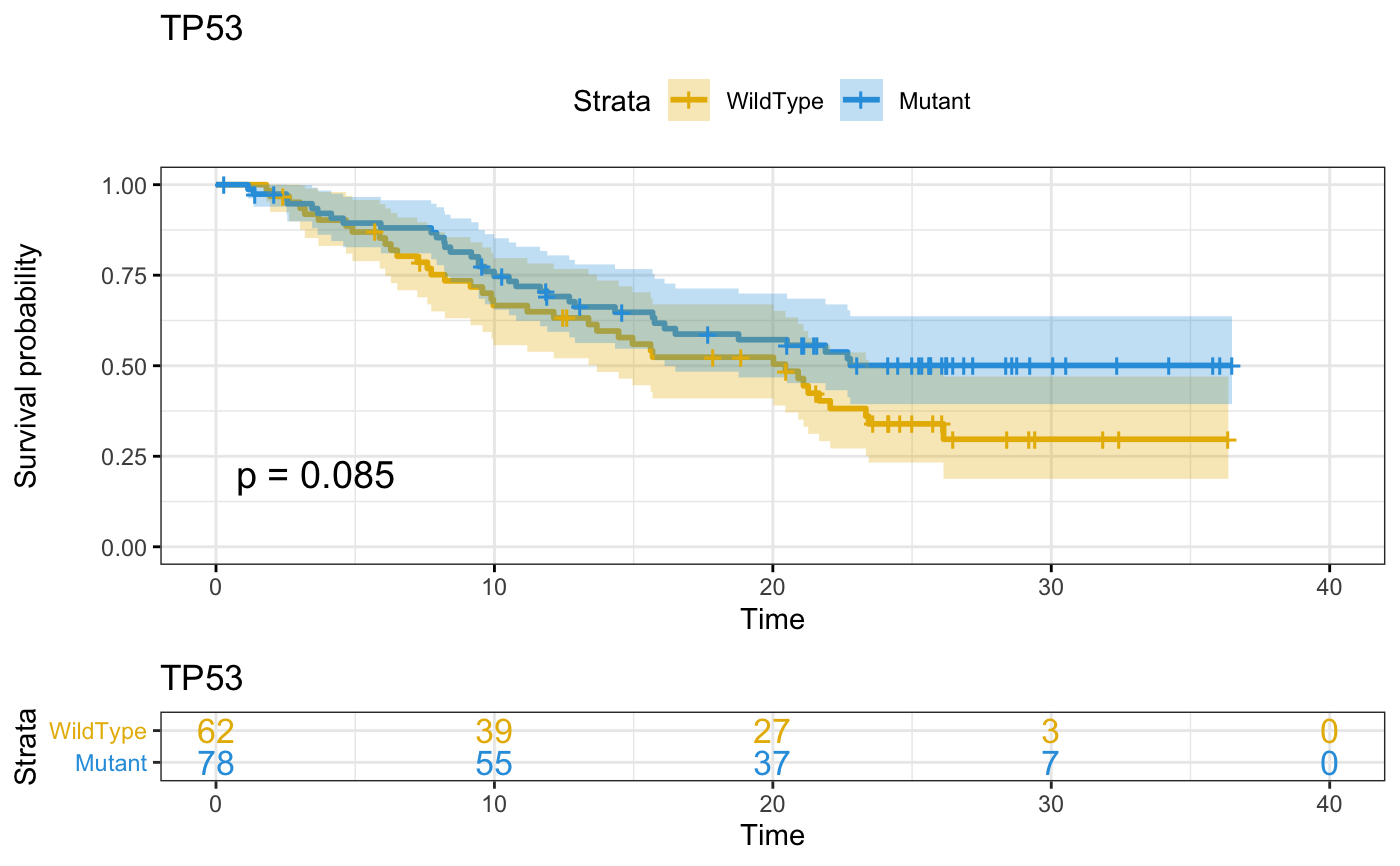 TP53
Strata WildType Mutant
Survival probability
1.00
0.75
0.50
0.25
0.00
p = 0.085
0 10 20 30 40
Time
TP53
Strata
WildType 62 39 27 3 0
Mutant 78 55 37 7 0
0 10 20 30 40
Time